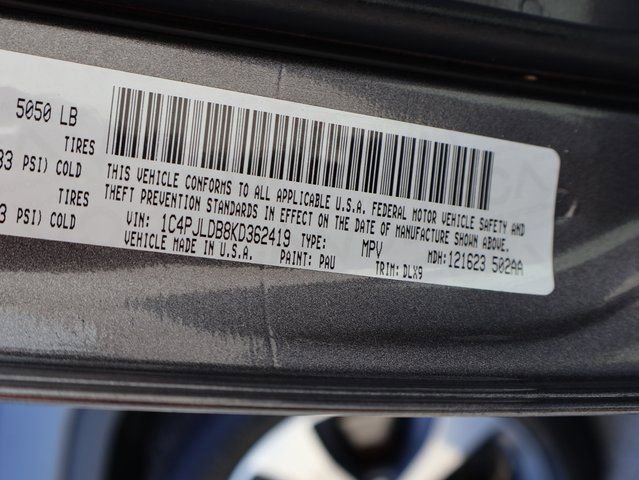 5050 LB
TIRES
33 PSI) COLD
TIRES
3 PSI) COLD
THIS VEHICLE CONFORMS TO ALL APPLICABLE U.S.A. FEDERAL MOTOR VEHICLE SAFETY AND
THEFT PREVENTION STANDARDS IN EFFECT ON THE DATE OF MANUFACTURE SHOWN ABOVE.
VIN: 1C4PJLDB8KD362419 TYPE: MPV MDH: 121623 502AA
VEHICLE MADE IN U.S.A. PAINT: PAU TRIM: DLX9